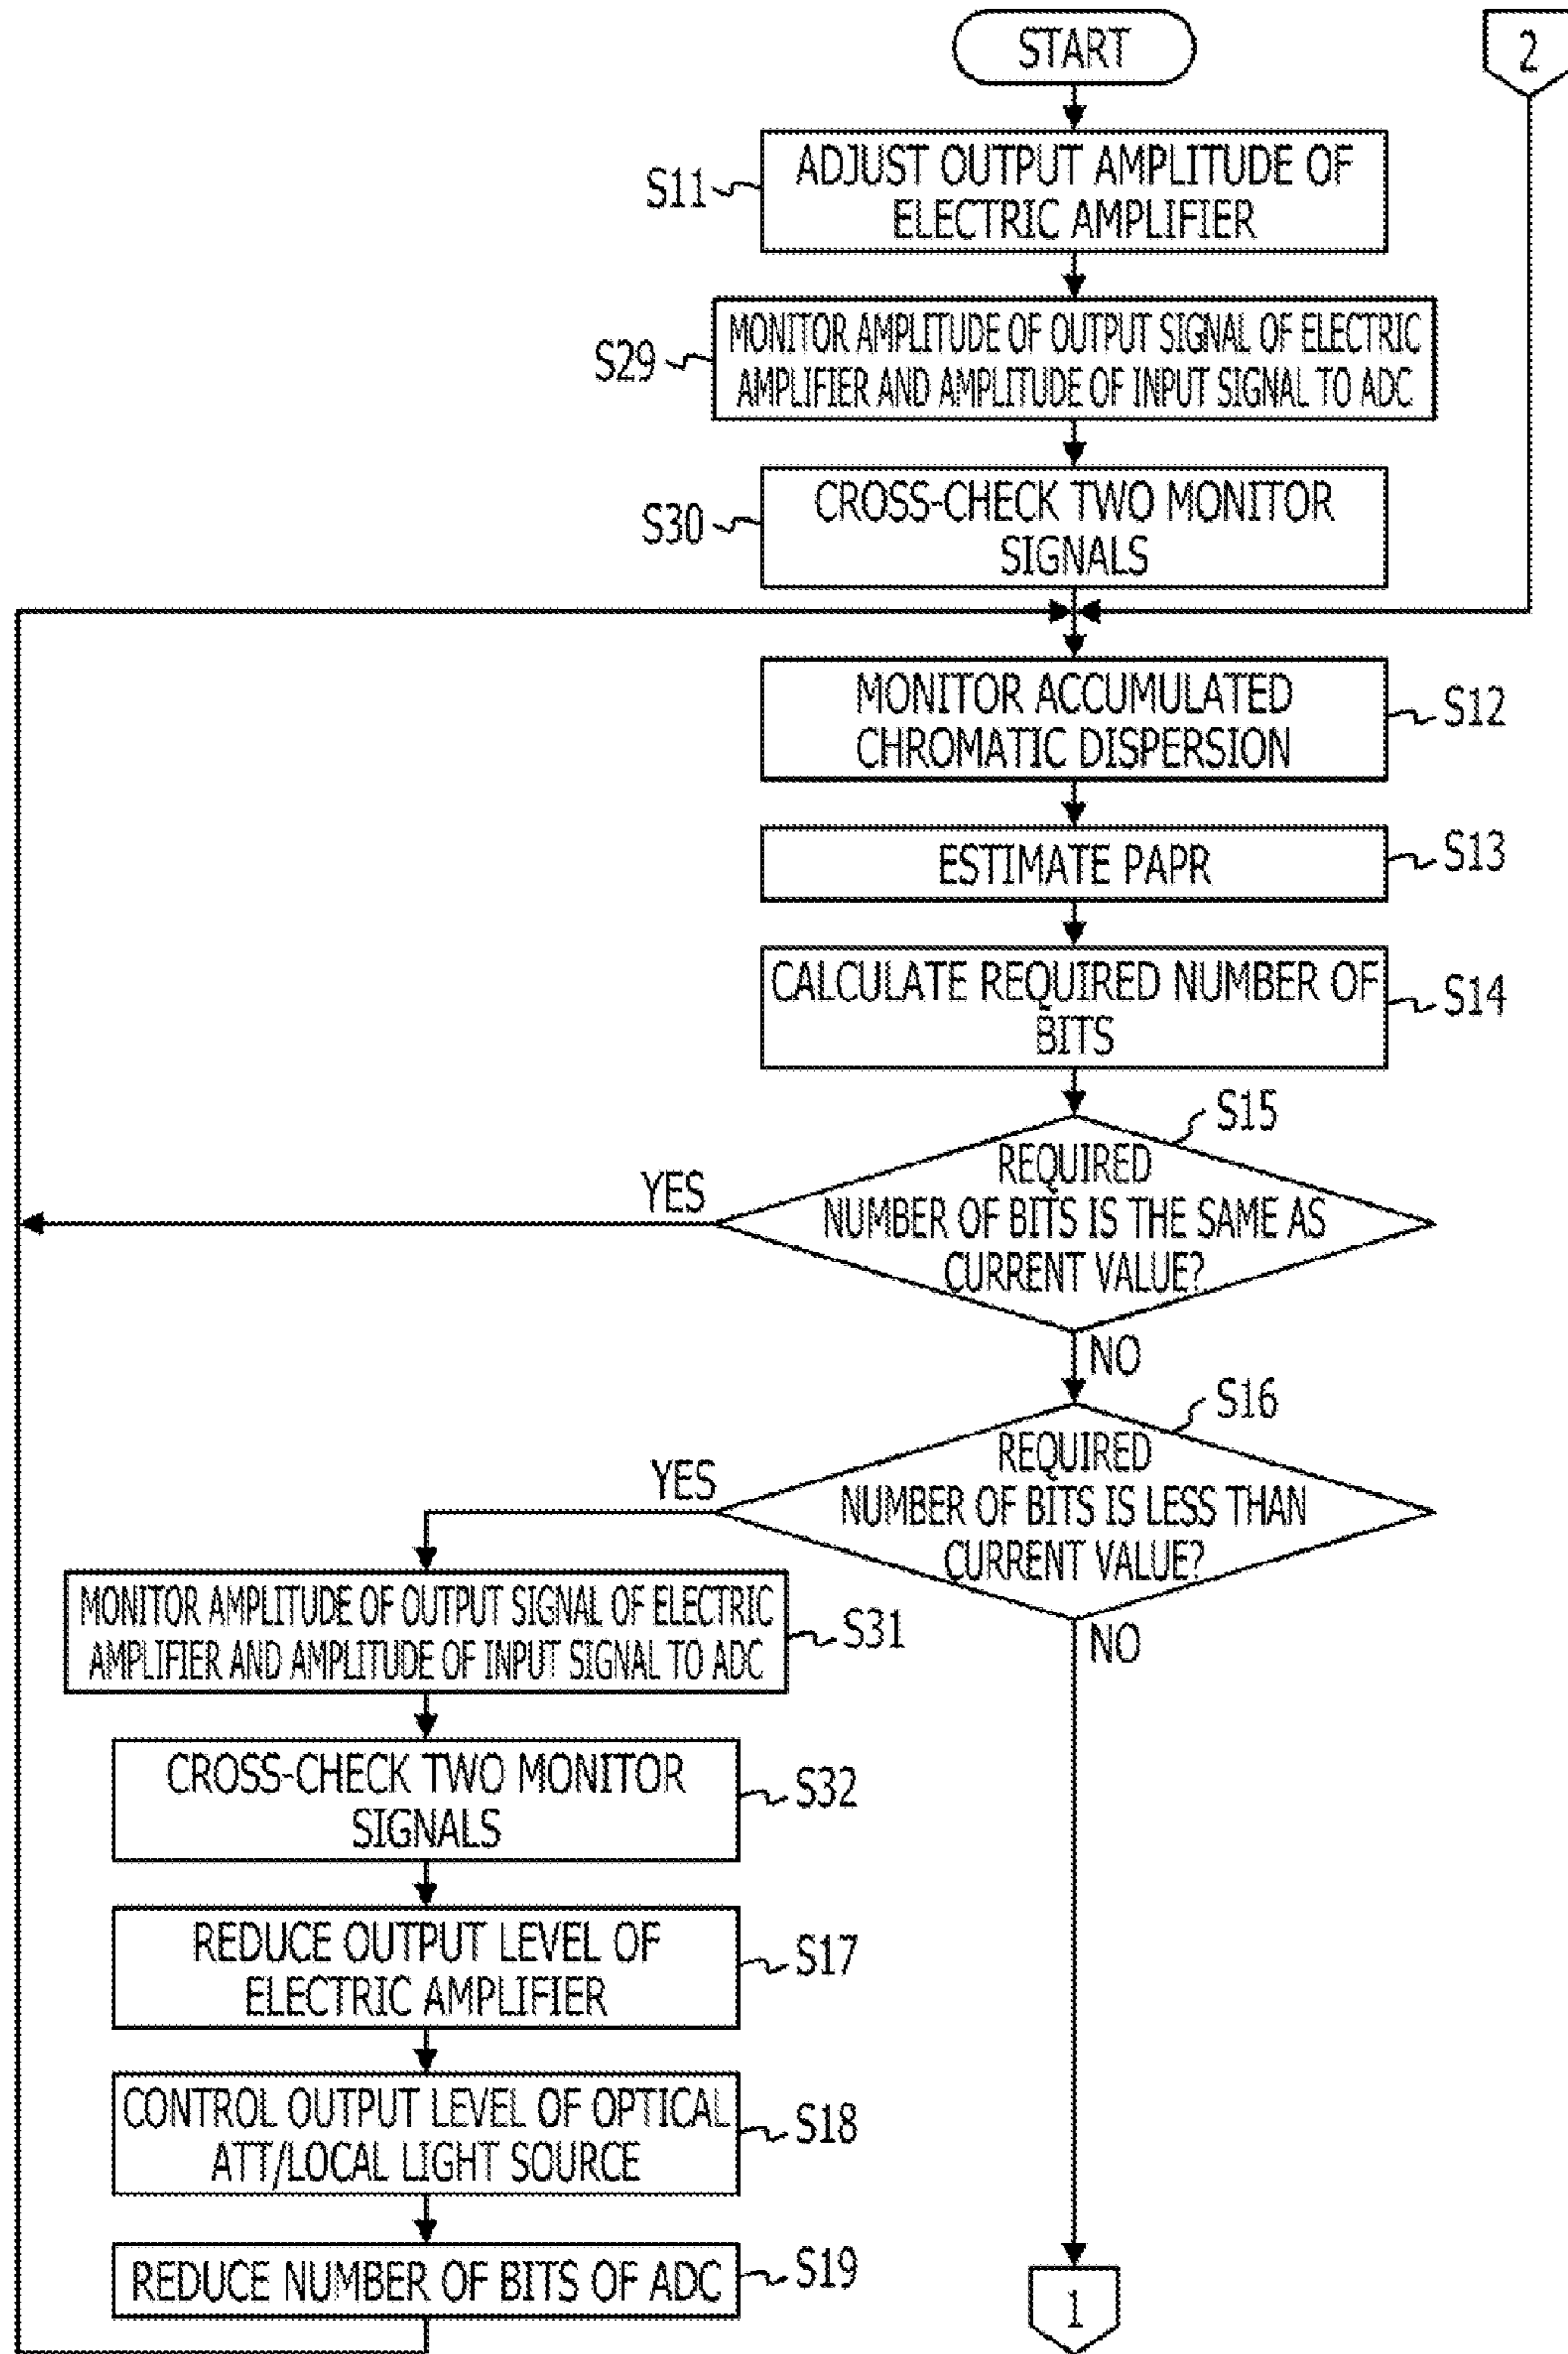 START
2
S11
ADJUST OUTPUT AMPLITUDE OF
ELECTRIC AMPLIFIER
S29
MONITOR AMPLITUDE OF OUTPUT SIGNAL OF ELECTRIC
AMPLIFIER AND AMPLITUDE OF INPUT SIGNAL TO ADC
S30
CROSS-CHECK TWO MONITOR
SIGNALS
MONITOR ACCUMULATED
CHROMATIC DISPERSION
S12
ESTIMATE PAPR
S13
CALCULATE REQUIRED NUMBER OF
BITS
S14
S15
REQUIRED
NUMBER OF BITS IS THE SAME AS
CURRENT VALUE?
YES
NO
S16
REQUIRED
NUMBER OF BITS IS LESS THAN
CURRENT VALUE?
YES
NO
MONITOR AMPLITUDE OF OUTPUT SIGNAL OF ELECTRIC
AMPLIFIER AND AMPLITUDE OF INPUT SIGNAL TO ADC
S31
CROSS-CHECK TWO MONITOR
SIGNALS
S32
REDUCE OUTPUT LEVEL OF
ELECTRIC AMPLIFIER
S17
CONTROL OUTPUT LEVEL OF OPTICAL
ATT/LOCAL LIGHT SOURCE
S18
REDUCE NUMBER OF BITS OF ADC
S19
1